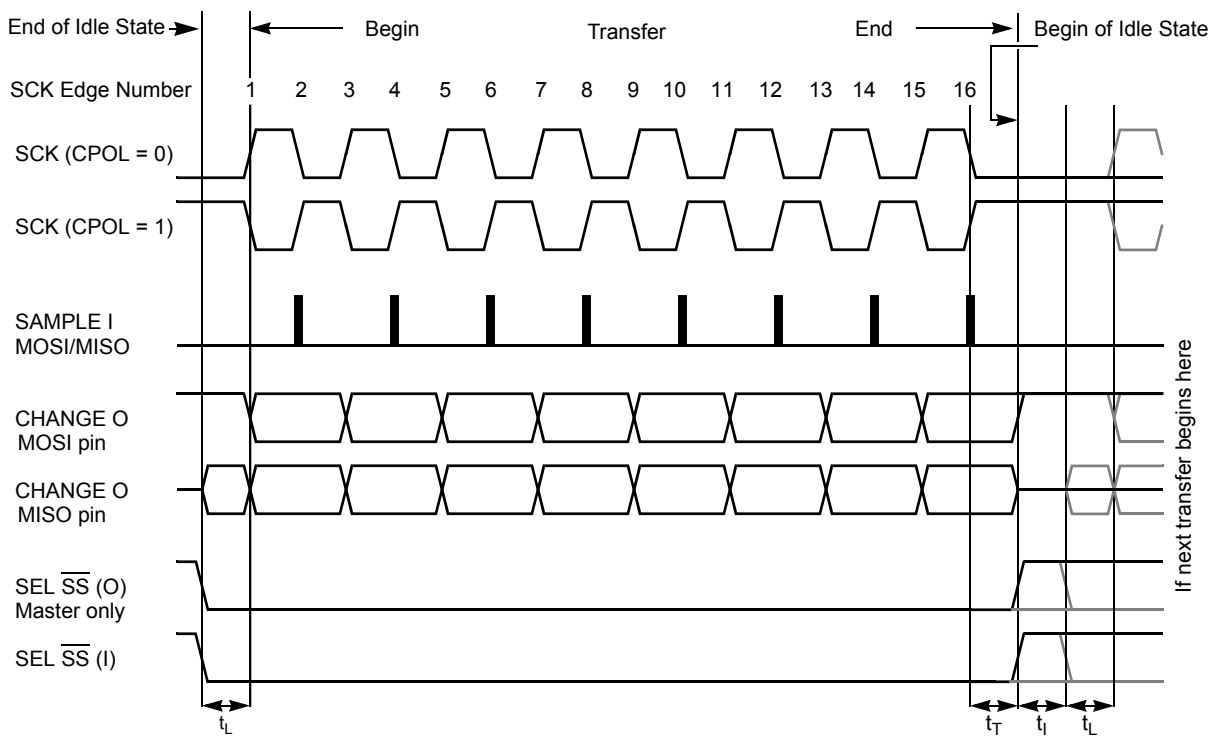 End of Idle State
Begin
Transfer
End
Begin of Idle State
SCK Edge Number
1 2 3 4 5 6 7 8 9 10 11 12 13 14 15 16
SCK (CPOL = 0)
SCK (CPOL = 1)
SAMPLE I
MOSI/MISO
CHANGE O
MOSI pin
CHANGE O
MISO pin
SEL S̅S̅ (O)
Master only
SEL S̅S̅ (I)
tL
tT
tI
tL
If next transfer begins here